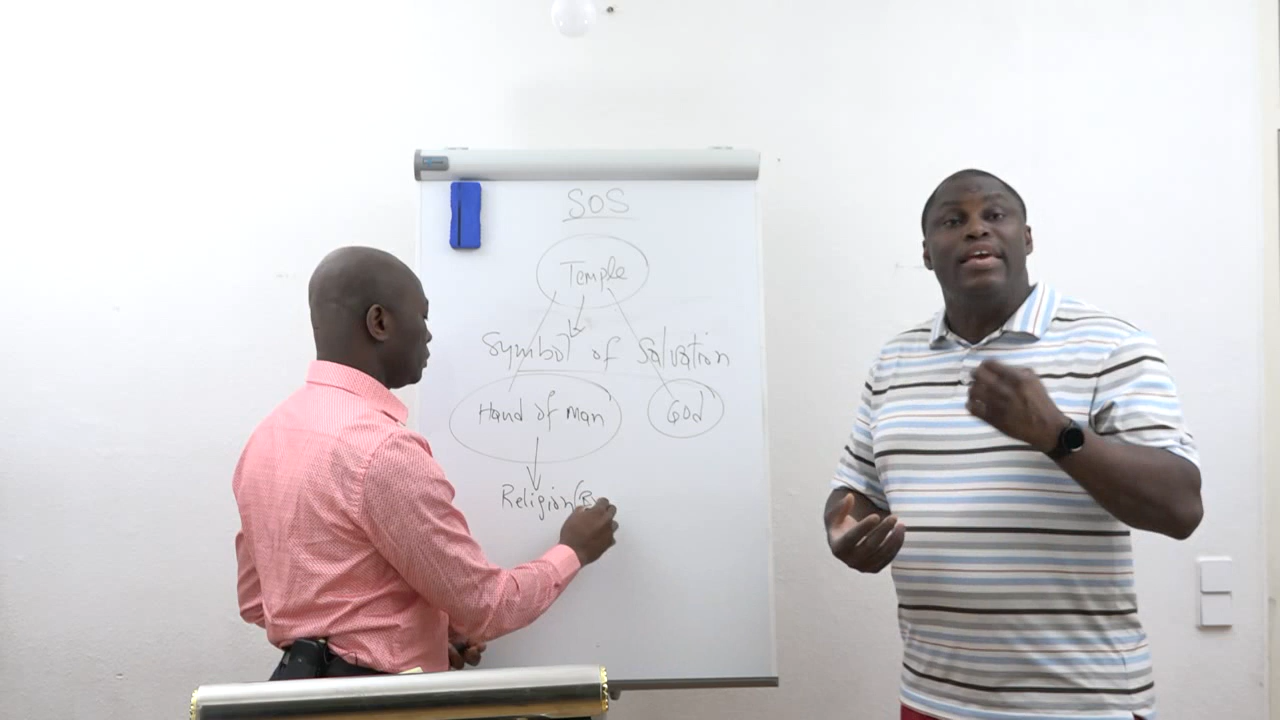 SOS
Temple
Symbol of Salvation
Hand of man God
Religion(B